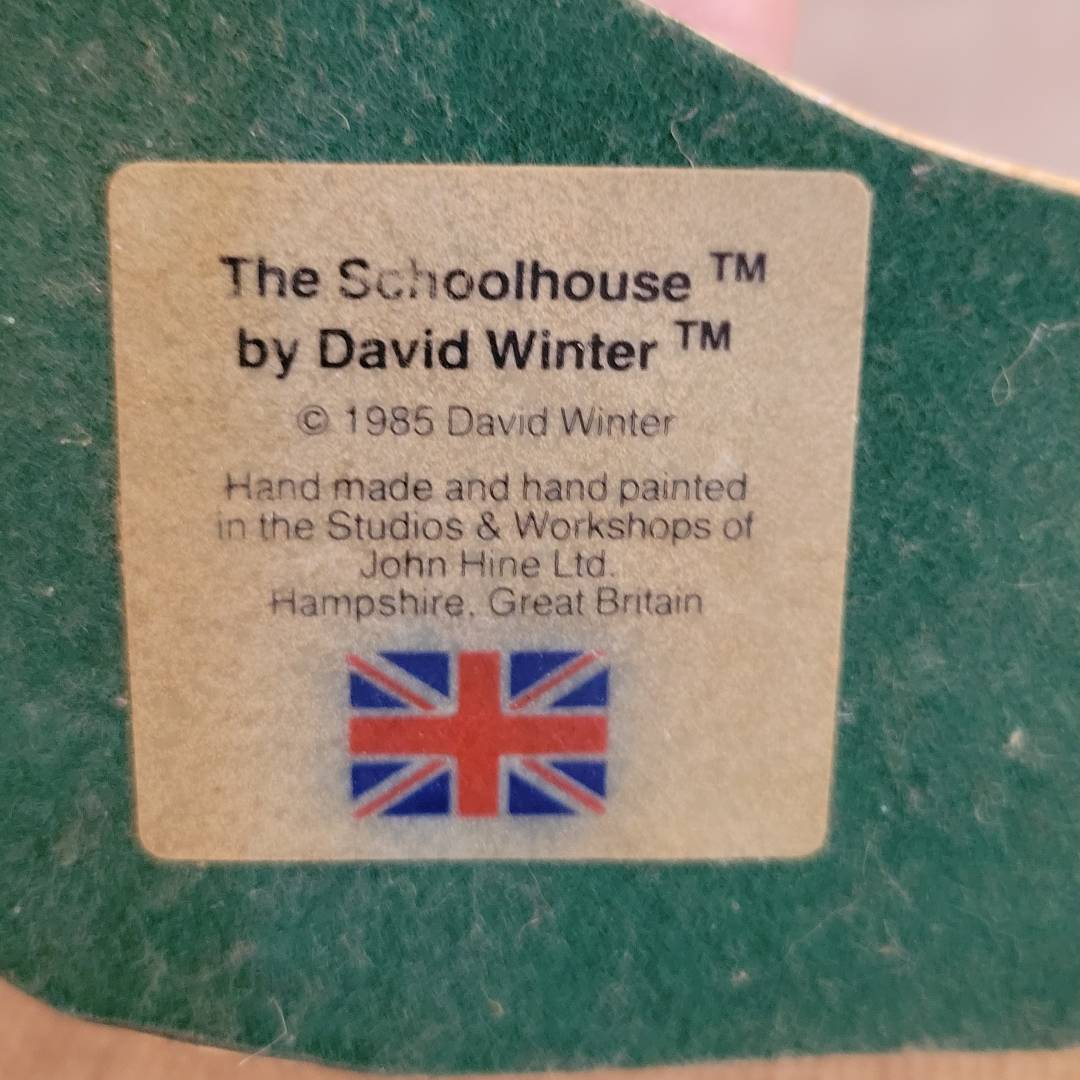 The Schoolhouse ™
by David Winter ™
© 1985 David Winter
Hand made and hand painted
in the Studios & Workshops of
John Hine Ltd.
Hampshire, Great Britain